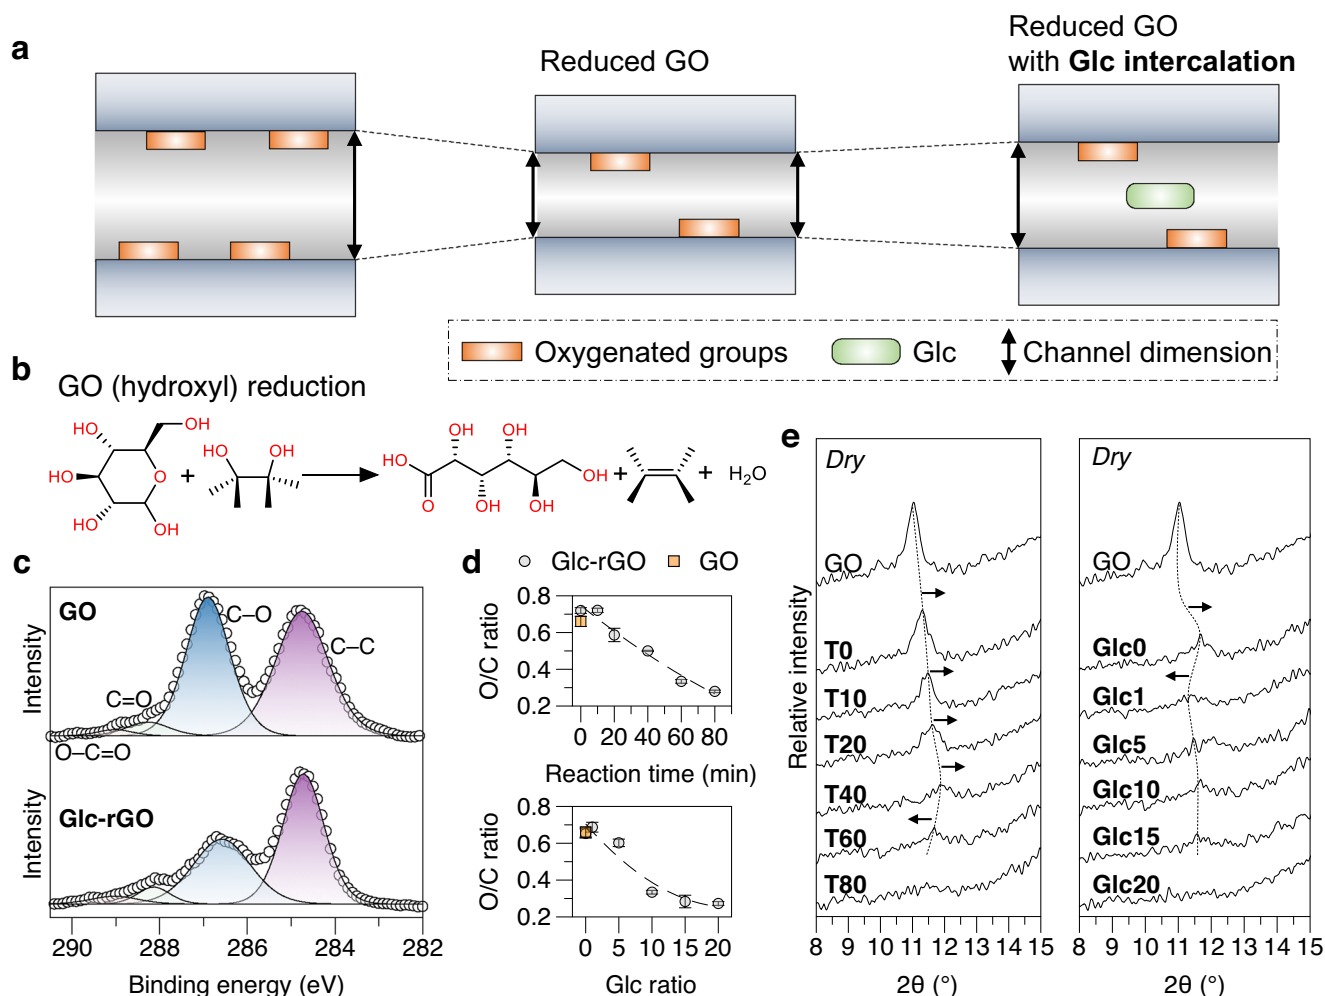 a
Reduced GO
Reduced GO
with Glc intercalation
Oxygenated groups
Glc
Channel dimension
b
GO (hydroxyl) reduction
HO
OH
HO
O
HO
OH
+
HO
OH
HO
O
OH
OH
OH
OH
OH
+
+
H₂O
c
GO
C–O
C–C
C=O
O–C=O
Glc-rGO
Intensity
Intensity
290
288
286
284
282
Binding energy (eV)
d
Glc-rGO
GO
O/C ratio
0.8
0.6
0.4
0.2
0
20
40
60
80
Reaction time (min)
O/C ratio
0.8
0.6
0.4
0.2
0
5
10
15
20
Glc ratio
e
Relative intensity
Dry
GO
T0
T10
T20
T40
T60
T80
8
9
10
11
12
13
14
15
2θ (°)
Dry
GO
Glc0
Glc1
Glc5
Glc10
Glc15
Glc20
8
9
10
11
12
13
14
15
2θ (°)